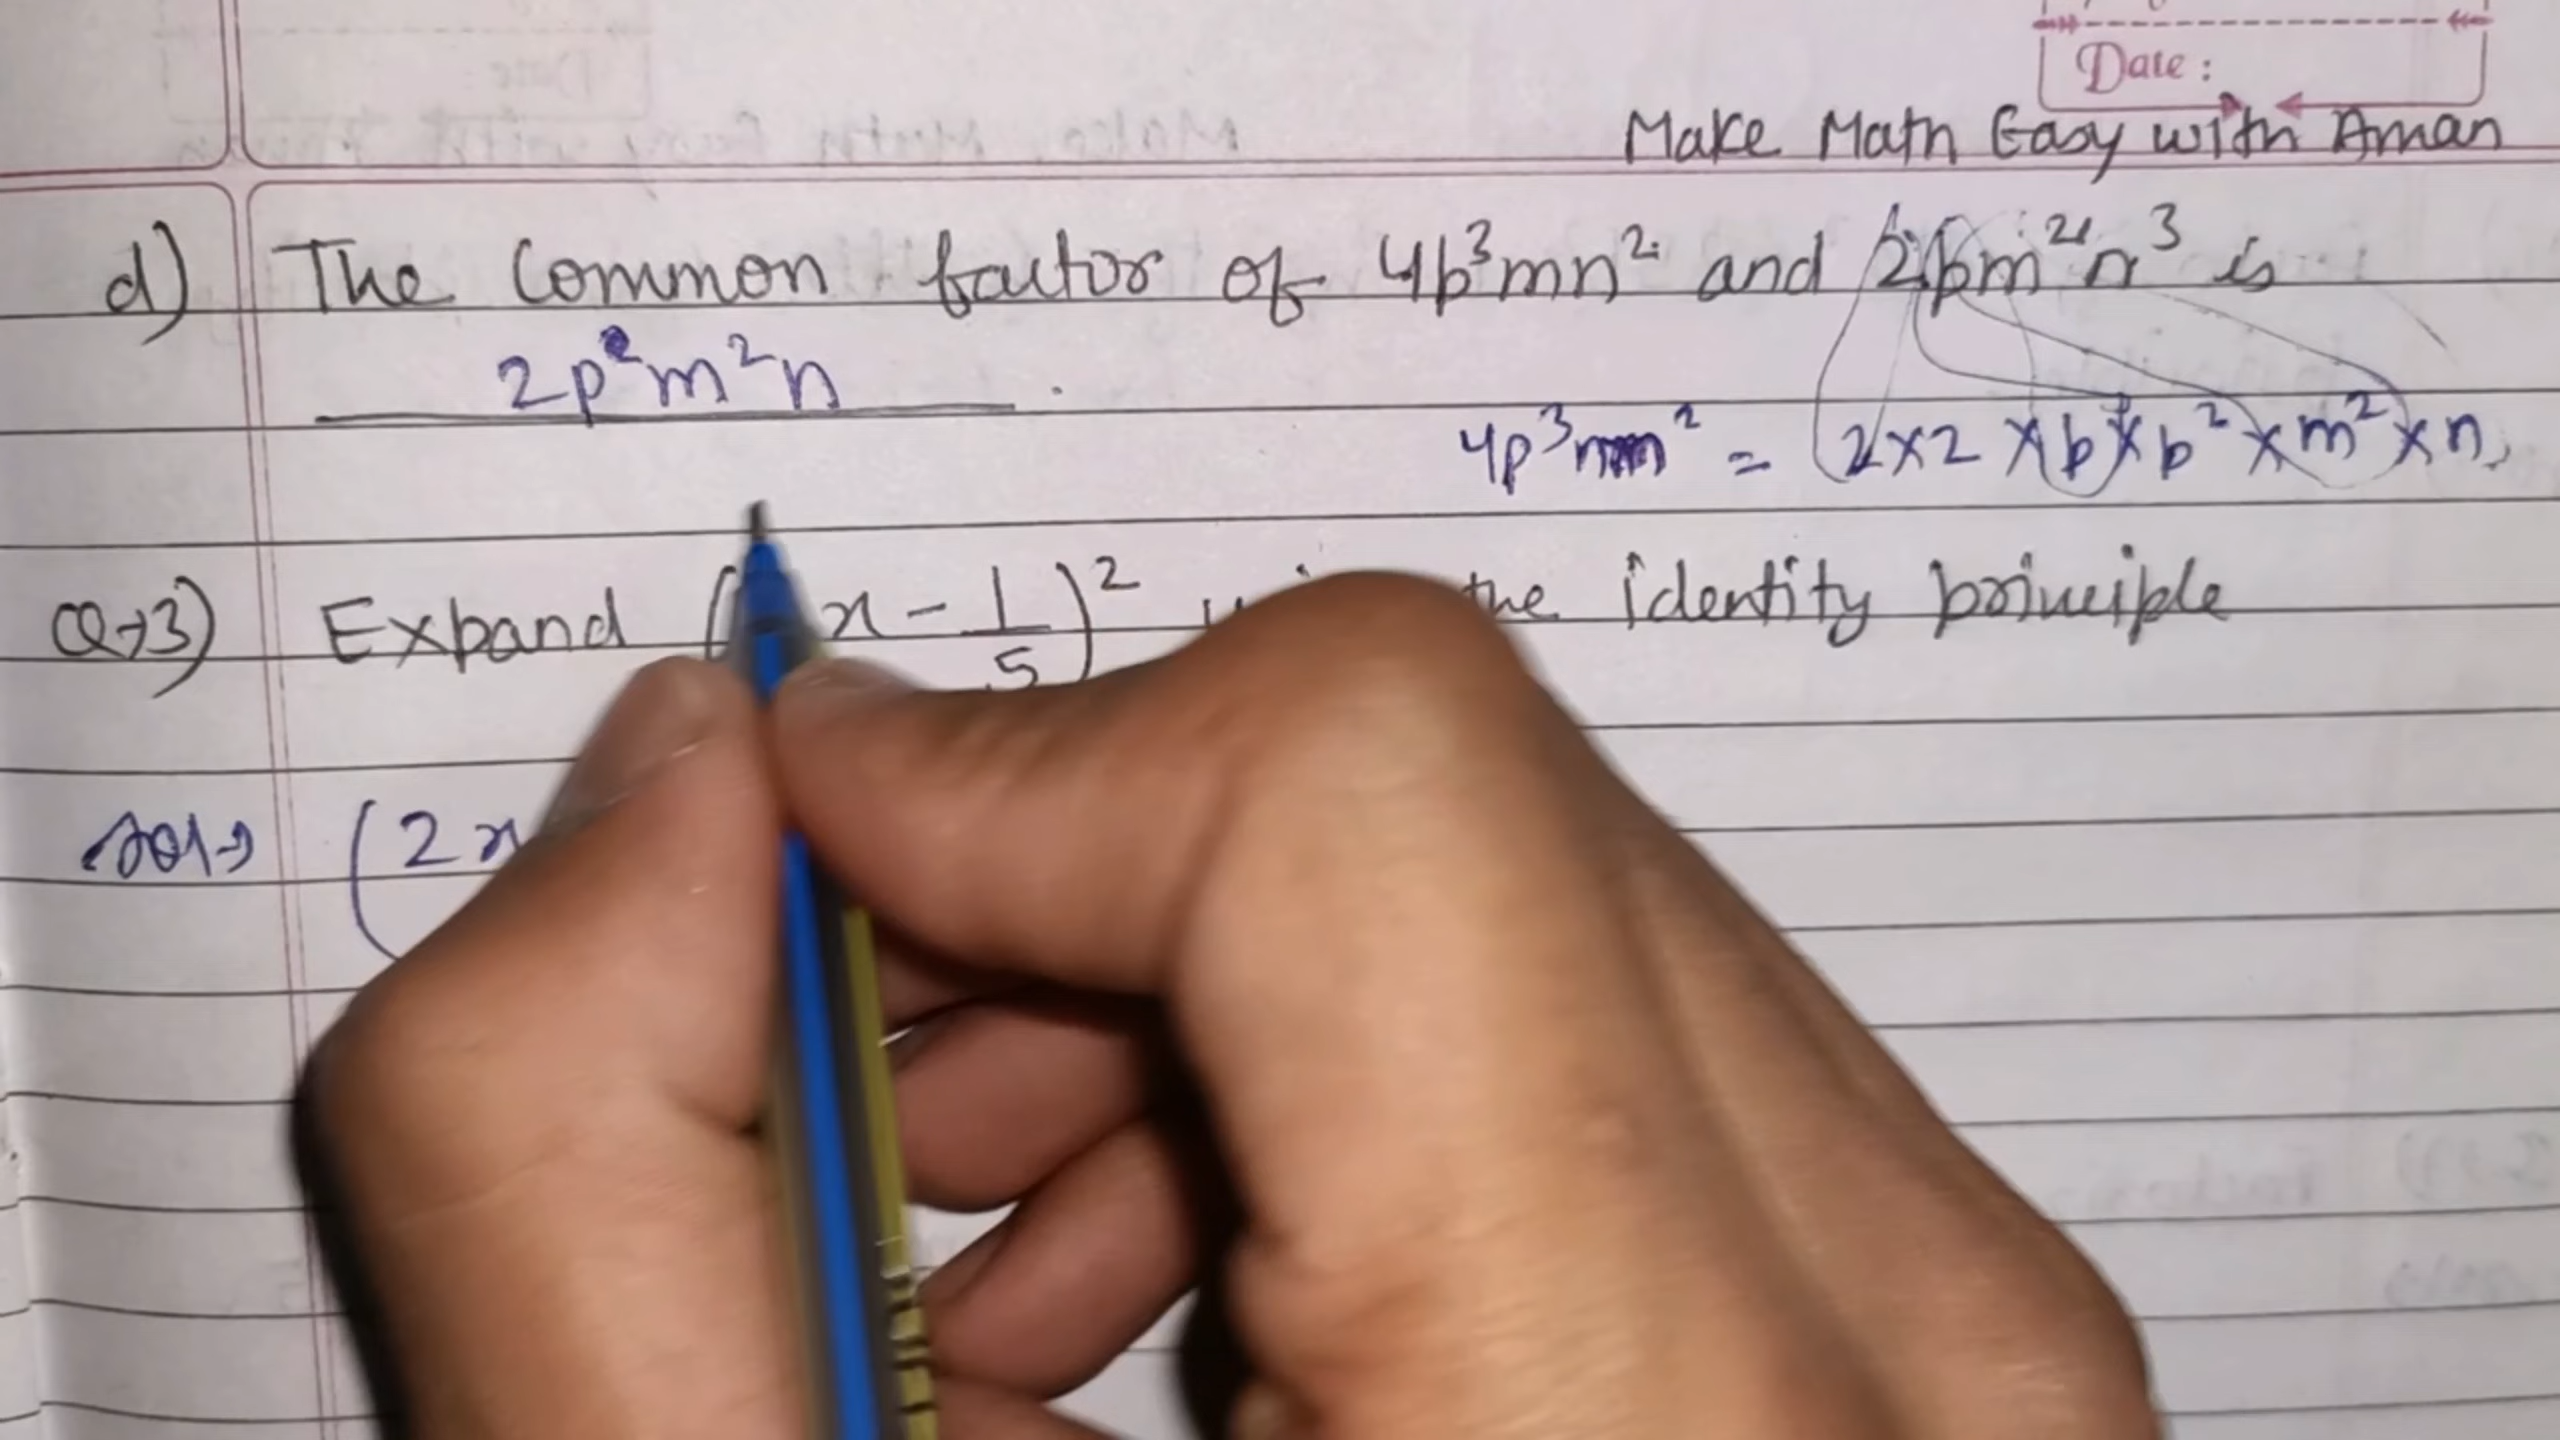 Date :
Make Math Easy with Aman
d) The Common factor of 4p³mn² and 2pm²n³ is
2p²m²n .
4p³mn² = 2×2×p×p²×m²×n
Q→3) Expand ( x - 1/5)² the identity principle
Sol→ (2x